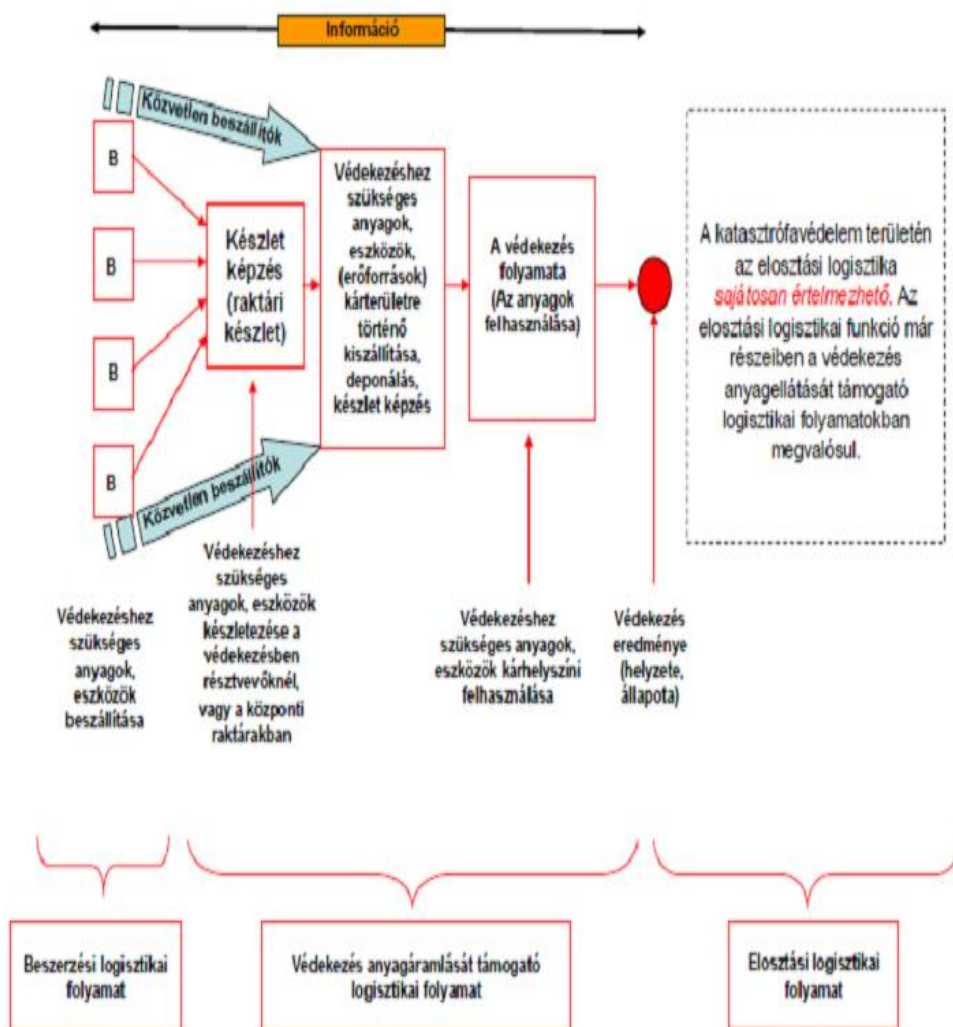 Információ
Közvetlen beszállítók
B
B
B
B
Készlet
képzés
(raktári
készlet)
Védekezéshez
szükséges
anyagok,
eszközök,
(erőforrások)
kárterületre
történő
kiszállítása,
deponálás,
készlet képzés
A védekezés
folyamata
(Az anyagok
felhasználása)
A katasztrófavédelem területén
az elosztási logisztika
sajátosan értelmezhető. Az
elosztási logisztikai funkció már
részeiben a védekezés
anyagellátását támogató
logisztikai folyamatokban
megvalósul.
Közvetlen beszállítók
Védekezéshez
szükséges
anyagok,
eszközök
beszállítása
Védekezéshez
szükséges
anyagok, eszközök
készletezése a
védekezésben
résztvevőknél,
vagy a központi
raktárakban
Védekezéshez
szükséges anyagok,
eszközök kárhelyszíni
felhasználása
Védekezés
eredménye
(helyzete,
állapota)
Beszerzési logisztikai
folyamat
Védekezés anyagáramlását támogató
logisztikai folyamat
Elosztási logisztikai
folyamat